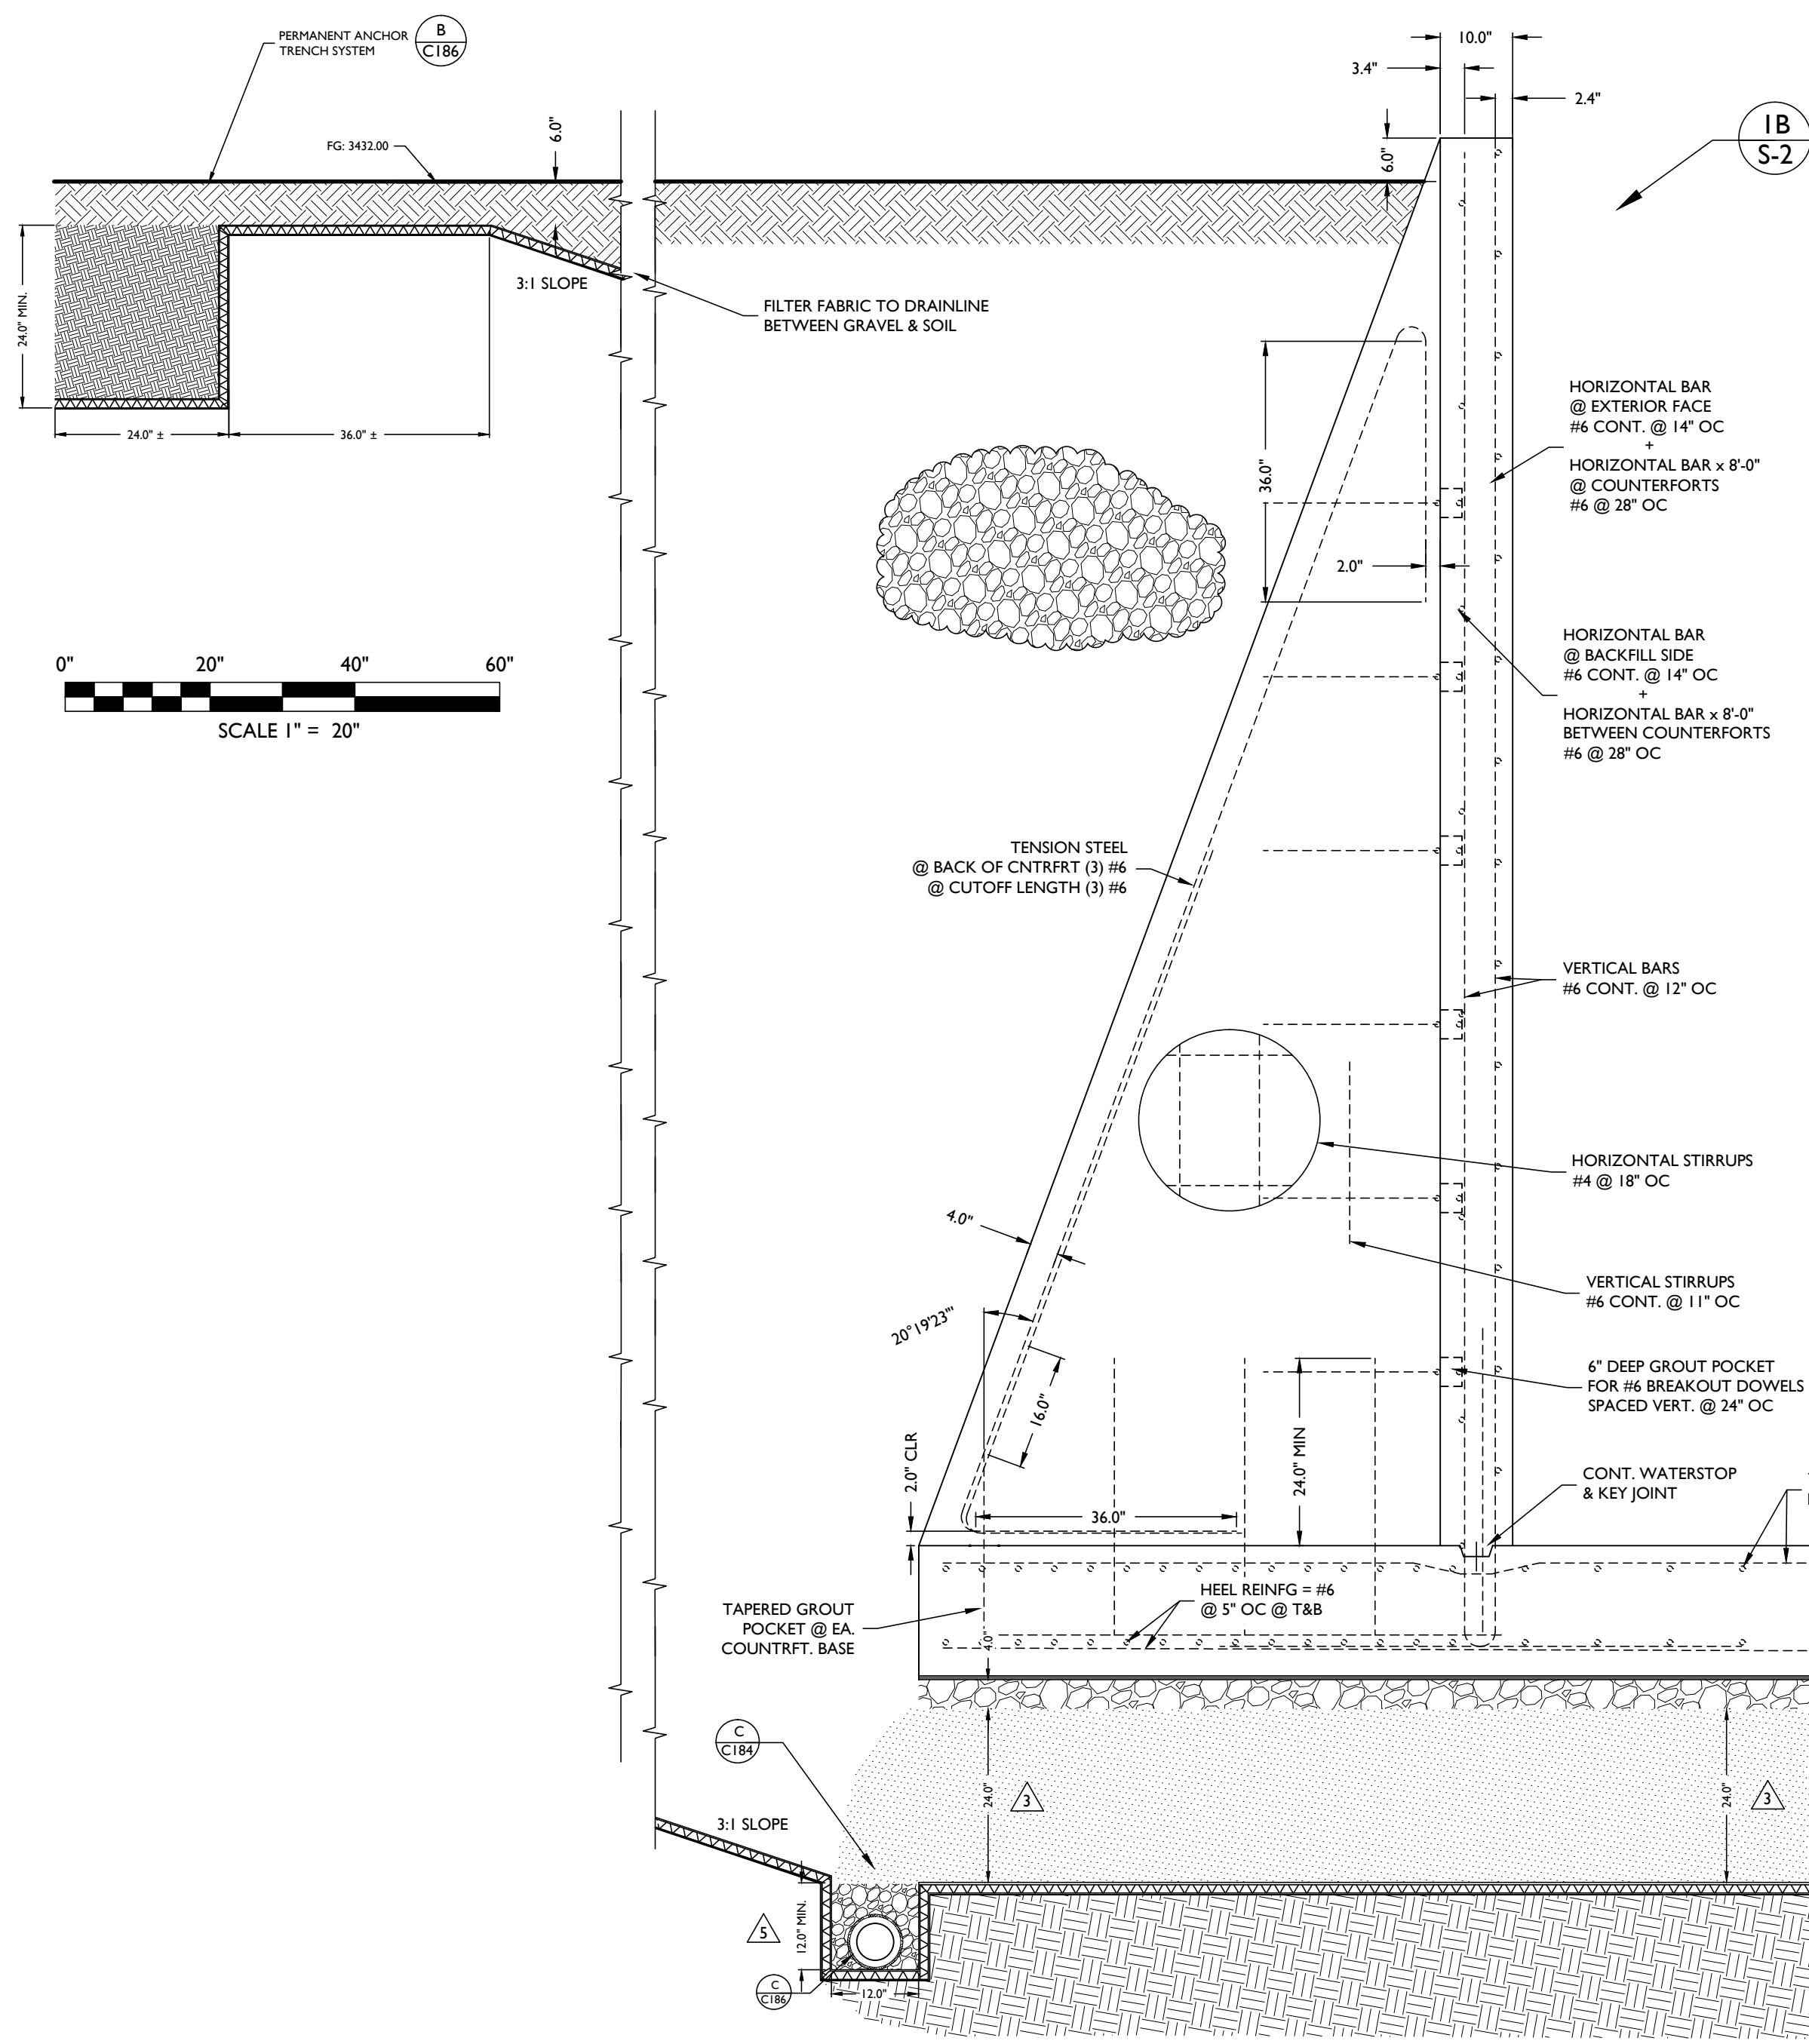 PERMANENT ANCHOR
TRENCH SYSTEM
B
C186
10.0"
3.4"
2.4"
1B
S-2
6.0"
6.0"
FG: 3432.00
24.0" MIN.
3:1 SLOPE
FILTER FABRIC TO DRAINLINE
BETWEEN GRAVEL & SOIL
24.0" ±
36.0" ±
HORIZONTAL BAR
@ EXTERIOR FACE
#6 CONT. @ 14" OC
+
HORIZONTAL BAR x 8'-0"
@ COUNTERFORTS
#6 @ 28" OC
36.0"
2.0"
0"
20"
40"
60"
SCALE 1" = 20"
HORIZONTAL BAR
@ BACKFILL SIDE
#6 CONT. @ 14" OC
+
HORIZONTAL BAR x 8'-0"
BETWEEN COUNTERFORTS
#6 @ 28" OC
TENSION STEEL
@ BACK OF CNTRFRT (3) #6
@ CUTOFF LENGTH (3) #6
VERTICAL BARS
#6 CONT. @ 12" OC
HORIZONTAL STIRRUPS
#4 @ 18" OC
4.0"
VERTICAL STIRRUPS
#6 CONT. @ 11" OC
20°19'23"
6" DEEP GROUT POCKET
FOR #6 BREAKOUT DOWELS
SPACED VERT. @ 24" OC
16.0"
2.0" CLR
24.0" MIN
CONT. WATERSTOP
& KEY JOINT
36.0"
HEEL REINFG = #6
@ 5" OC @ T&B
TAPERED GROUT
POCKET @ EA.
COUNTRFT. BASE
4.0"
C
C184
24.0"
3
24.0"
3
3:1 SLOPE
5
12.0" MIN.
C
C186
12.0"